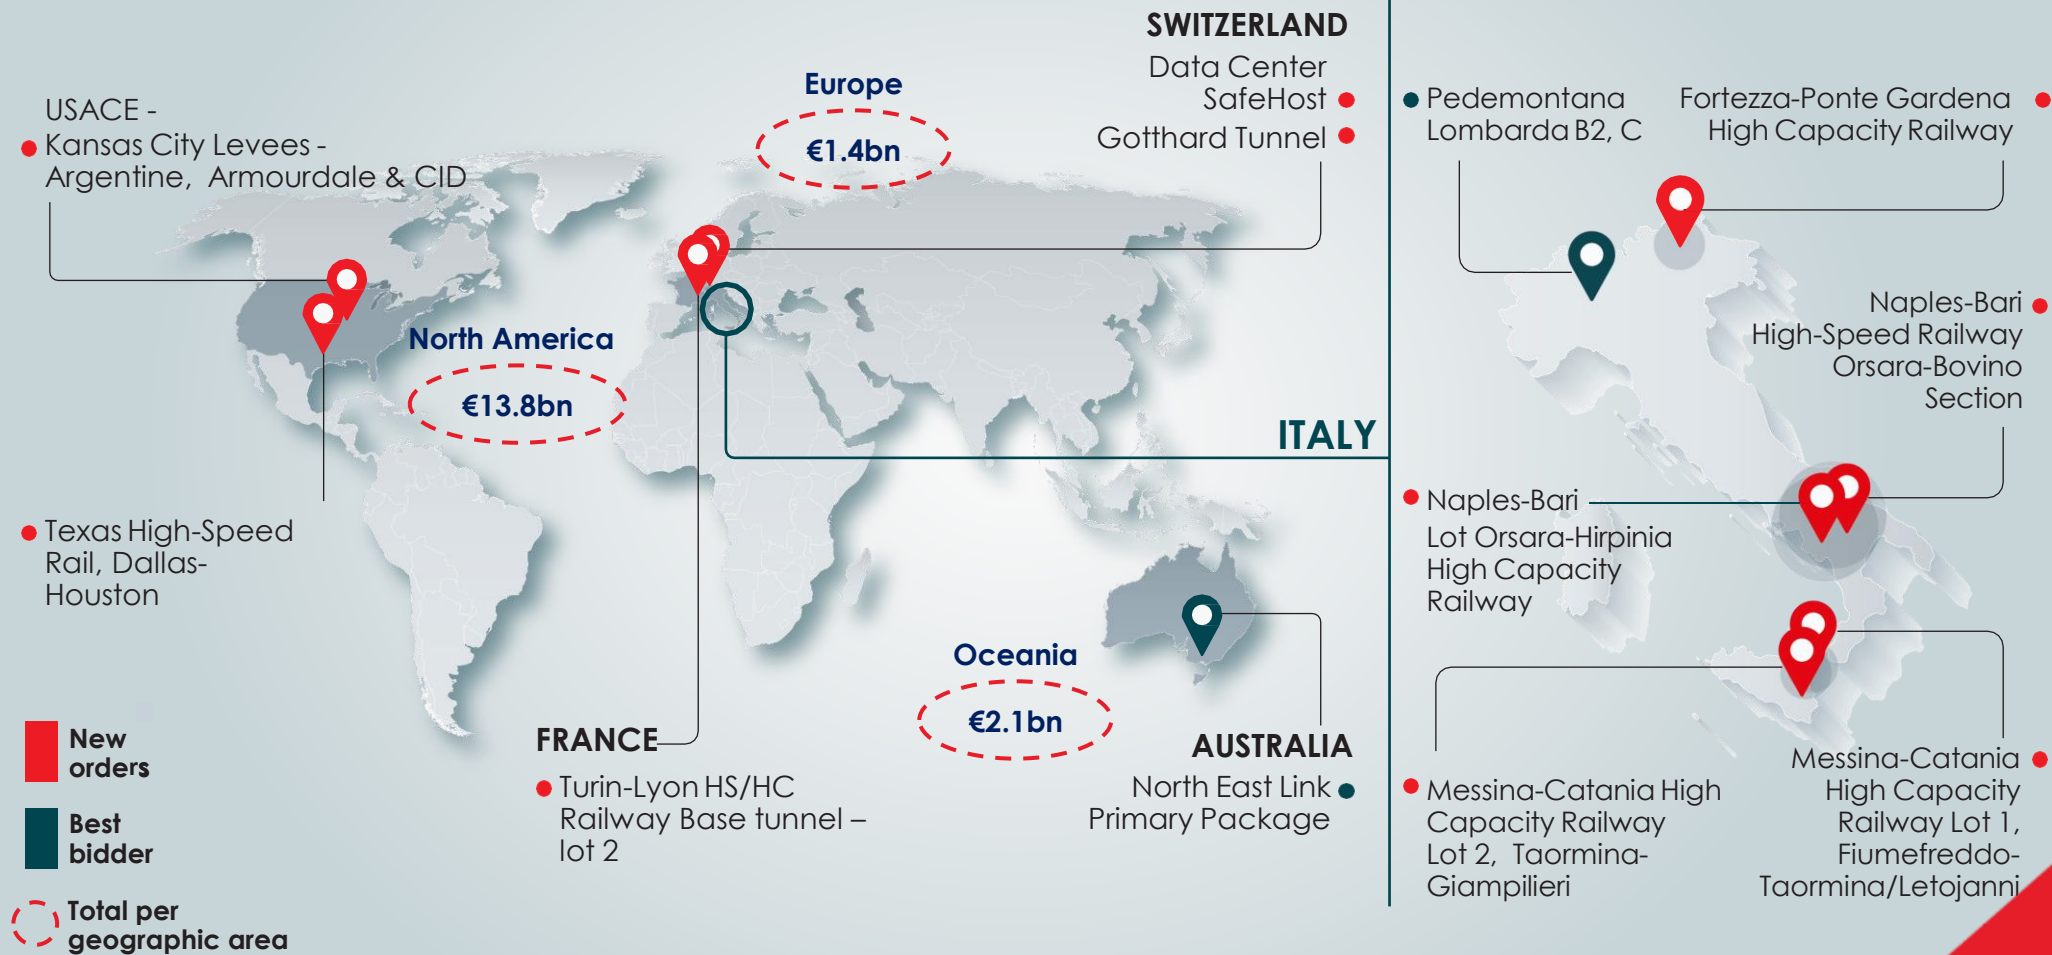 USACE -
Kansas City Levees -
Argentine, Armourdale & CID
Texas High-Speed
Rail, Dallas-
Houston
North America
€13.8bn
Europe
€1.4bn
SWITZERLAND
Data Center
SafeHost
Gotthard Tunnel
ITALY
FRANCE
Turin-Lyon HS/HC
Railway Base tunnel –
lot 2
Oceania
€2.1bn
AUSTRALIA
North East Link
Primary Package
New
orders
Best
bidder
Total per
geographic area
Pedemontana
Lombarda B2, C
Fortezza-Ponte Gardena
High Capacity Railway
Naples-Bari
High-Speed Railway
Orsara-Bovino
Section
Naples-Bari
Lot Orsara-Hirpinia
High Capacity
Railway
Messina-Catania High
Capacity Railway
Lot 2, Taormina-
Giampilieri
Messina-Catania
High Capacity
Railway Lot 1,
Fiumefreddo-
Taormina/Letojanni